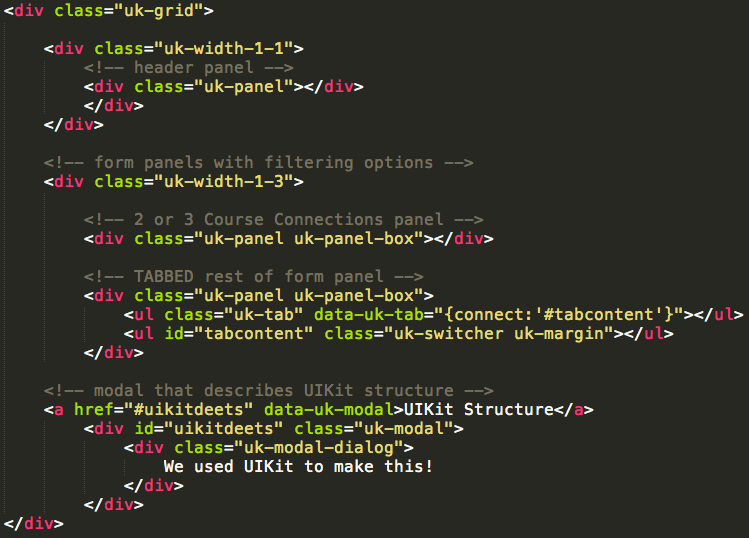 <div class="uk-grid">
<div class="uk-width-1-1">
<!-- header panel -->
<div class="uk-panel"></div>
</div>
</div>
<!-- form panels with filtering options -->
<div class="uk-width-1-3">
<!-- 2 or 3 Course Connections panel -->
<div class="uk-panel uk-panel-box"></div>
<!-- TABBED rest of form panel -->
<div class="uk-panel uk-panel-box">
<ul class="uk-tab" data-uk-tab="{connect:'#tabcontent'}"></ul>
<ul id="tabcontent" class="uk-switcher uk-margin"></ul>
</div>
<!-- modal that describes UIKit structure -->
<a href="#uikitdeets" data-uk-modal>UIKit Structure</a>
<div id="uikitdeets" class="uk-modal">
<div class="uk-modal-dialog">
We used UIKit to make this!
</div>
</div>
</div>